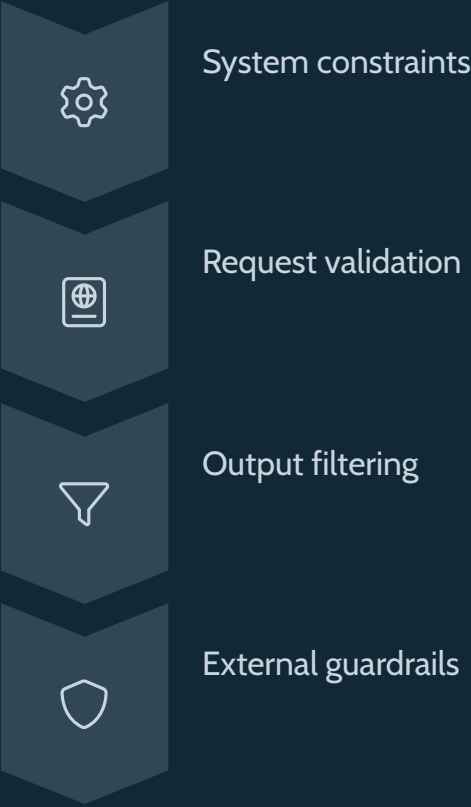 System constraints
Request validation
Output filtering
External guardrails